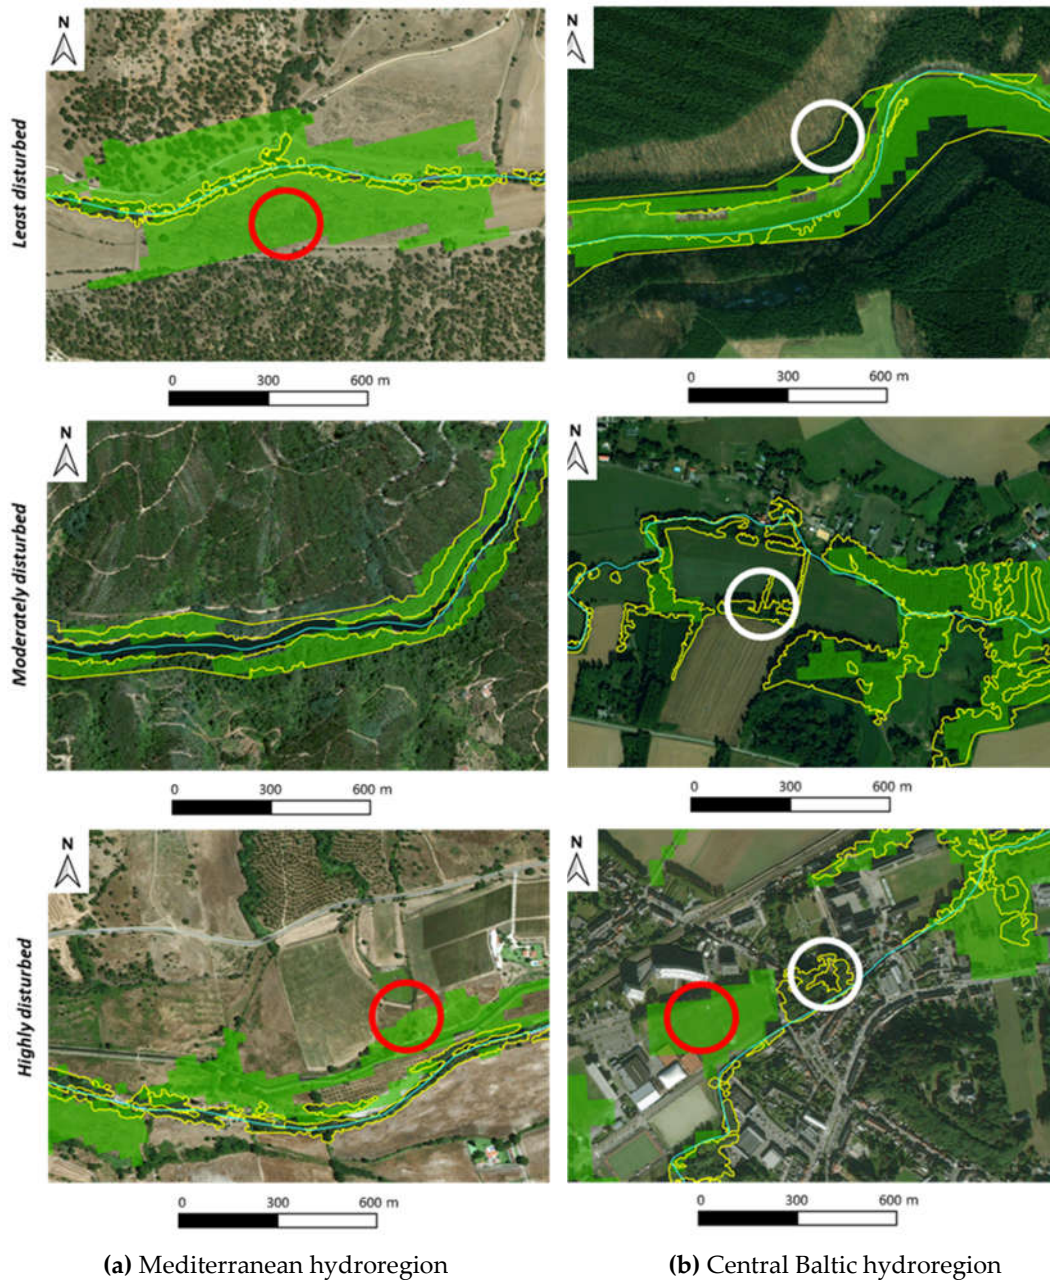 N
N
Least disturbed
0 300 600 m
0 300 600 m
N
N
Moderately disturbed
0 300 600 m
0 300 600 m
N
N
Highly disturbed
0 300 600 m
0 300 600 m
(a) Mediterranean hydroregion
(b) Central Baltic hydroregion